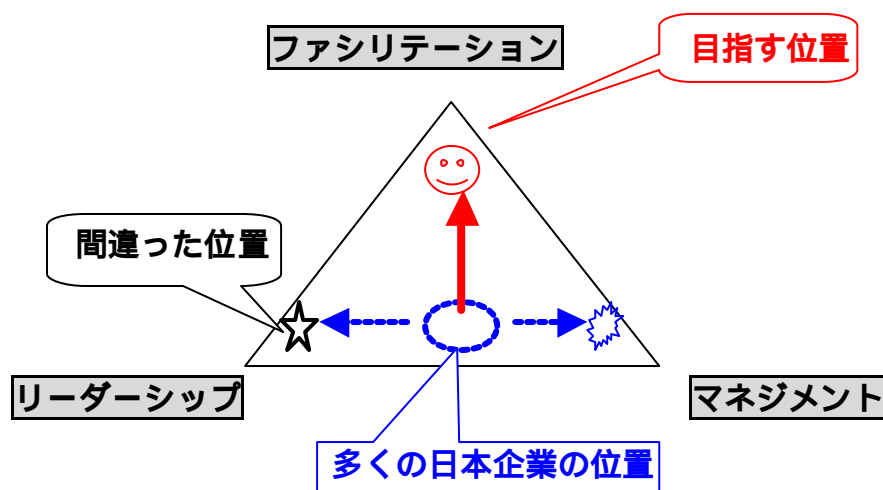 ファシリテーション
目指す位置
間違った位置
リーダーシップ
マネジメント
多くの日本企業の位置